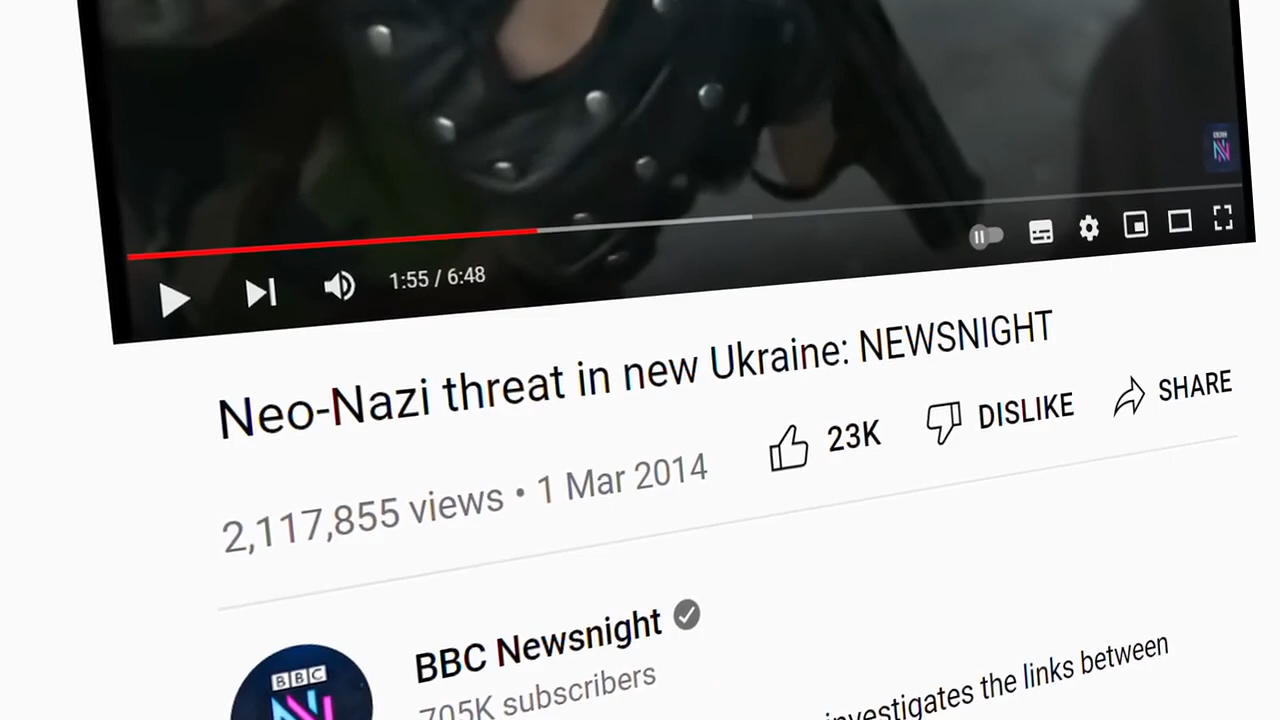 1:55 / 6:48
Neo-Nazi threat in new Ukraine: NEWSNIGHT
2,117,855 views • 1 Mar 2014
23K
DISLIKE
SHARE
BBC Newsnight
BBC
705K subscribers
investigates the links between